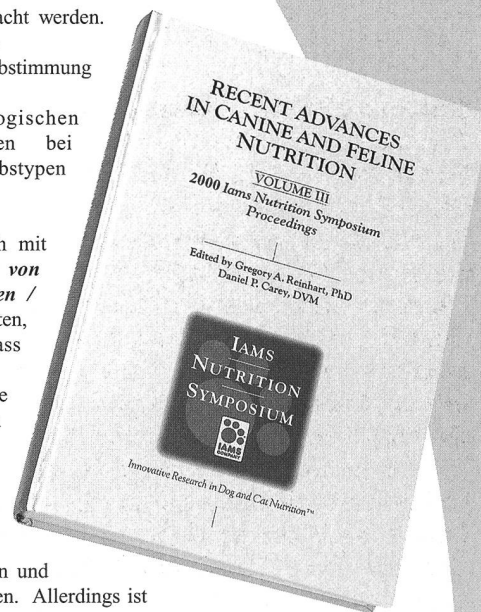 acht werden.
bstimmung
ogischen
en bei
bstypen
h mit
von
en /
ten,
ass
e
n und
en. Allerdings ist
RECENT ADVANCES
IN CANINE AND FELINE
NUTRITION
VOLUME III
2000 Iams Nutrition Symposium
Proceedings
Edited by Gregory A. Reinhart, PhD
Daniel P. Carey, DVM
IAMS
NUTRITION
SYMPOSIUM
IAMS
COMPANY
Innovative Research in Dog and Cat Nutrition™